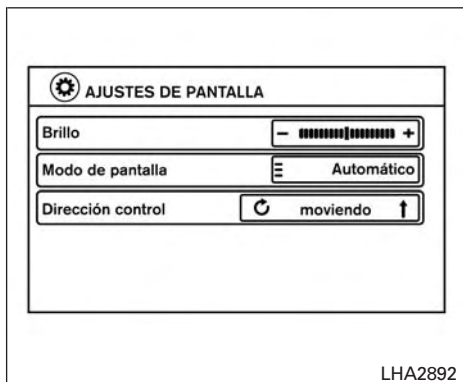 AJUSTES DE PANTALLA
Brillo - +
Modo de pantalla Automático
Dirección control moviendo
LHA2892